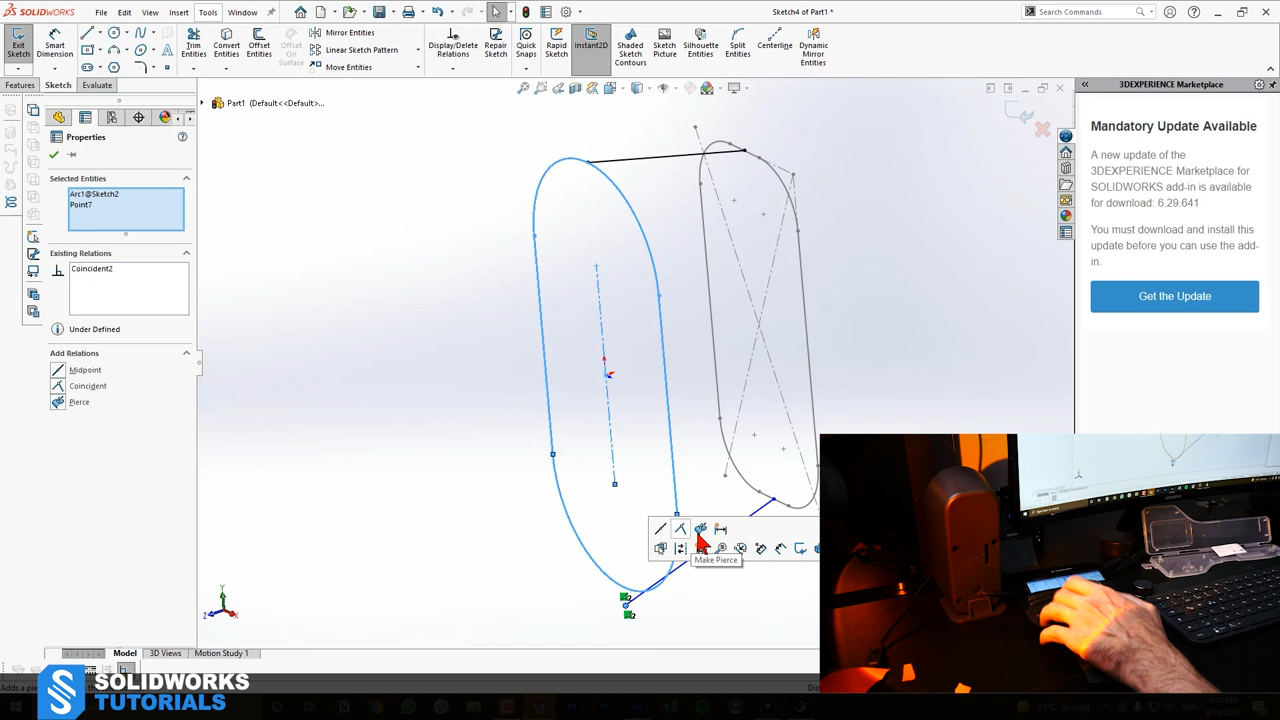 SOLIDWORKS
File
Edit
View
Insert
Tools
Window
Sketch4 of Part1 *
Search Commands
Exit Sketch
Smart Dimension
Trim Entities
Convert Entities
Offset Entities
Offset On Surface
Mirror Entities
Linear Sketch Pattern
Move Entities
Display/Delete Relations
Repair Sketch
Quick Snaps
Rapid Sketch
Instant2D
Shaded Sketch Contours
Sketch Picture
Silhouette Entities
Split Entities
Centerline
Dynamic Mirror Entities
Features
Sketch
Evaluate
Part1 (Default<<Default>...
3DEXPERIENCE Marketplace
Properties
Selected Entities
Arc1@Sketch2
Point7
Existing Relations
Coincident2
Under Defined
Add Relations
Midpoint
Coincident
Pierce
Mandatory Update Available
A new update of the
3DEXPERIENCE Marketplace for
SOLIDWORKS add-in is available
for download: 6.29.641
You must download and install this
update before you can use the add-
in.
Get the Update
Make Pierce
2
2
Y
Z
X
Model
3D Views
Motion Study 1
SOLIDWORKS
TUTORIALS